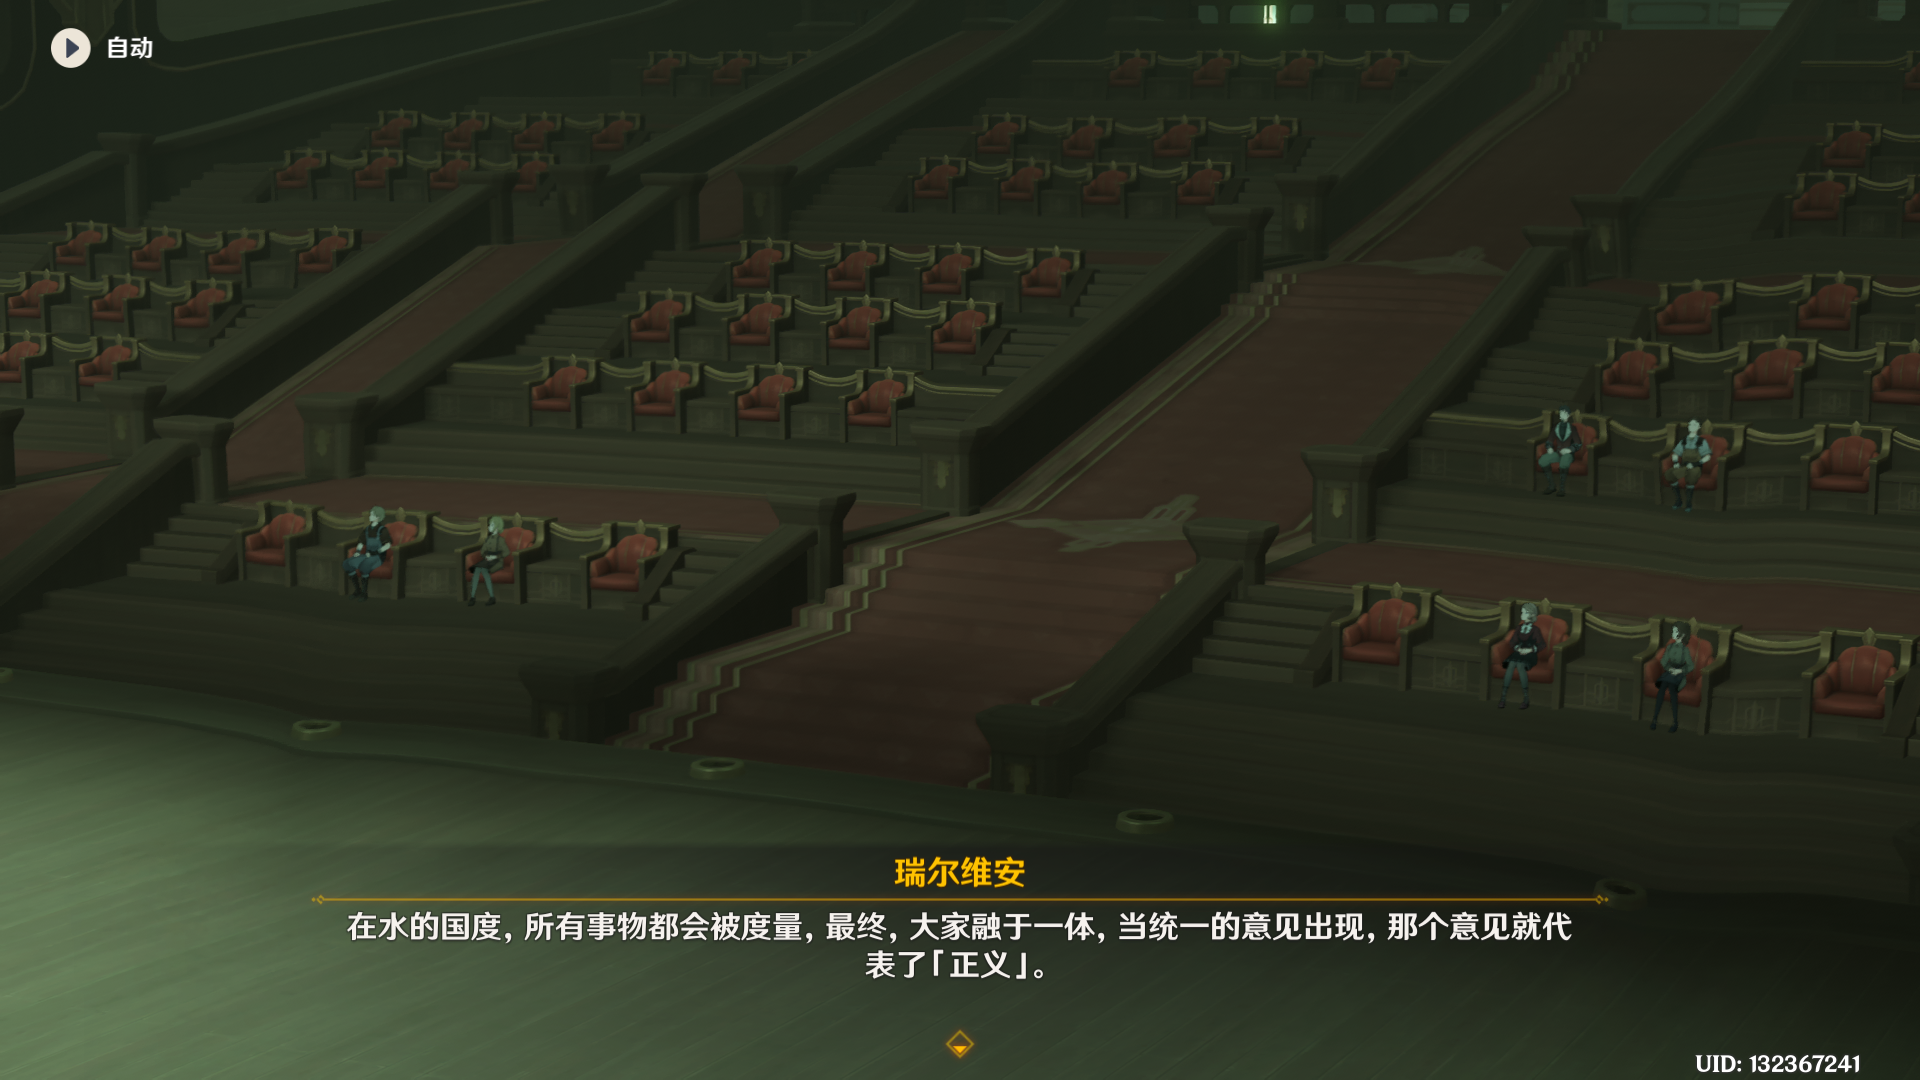 自动
瑞尔维安
在水的国度，所有事物都会被度量，最终，大家融于一体，当统一的意见出现，那个意见就代
表了「正义」。
UID: 132367241